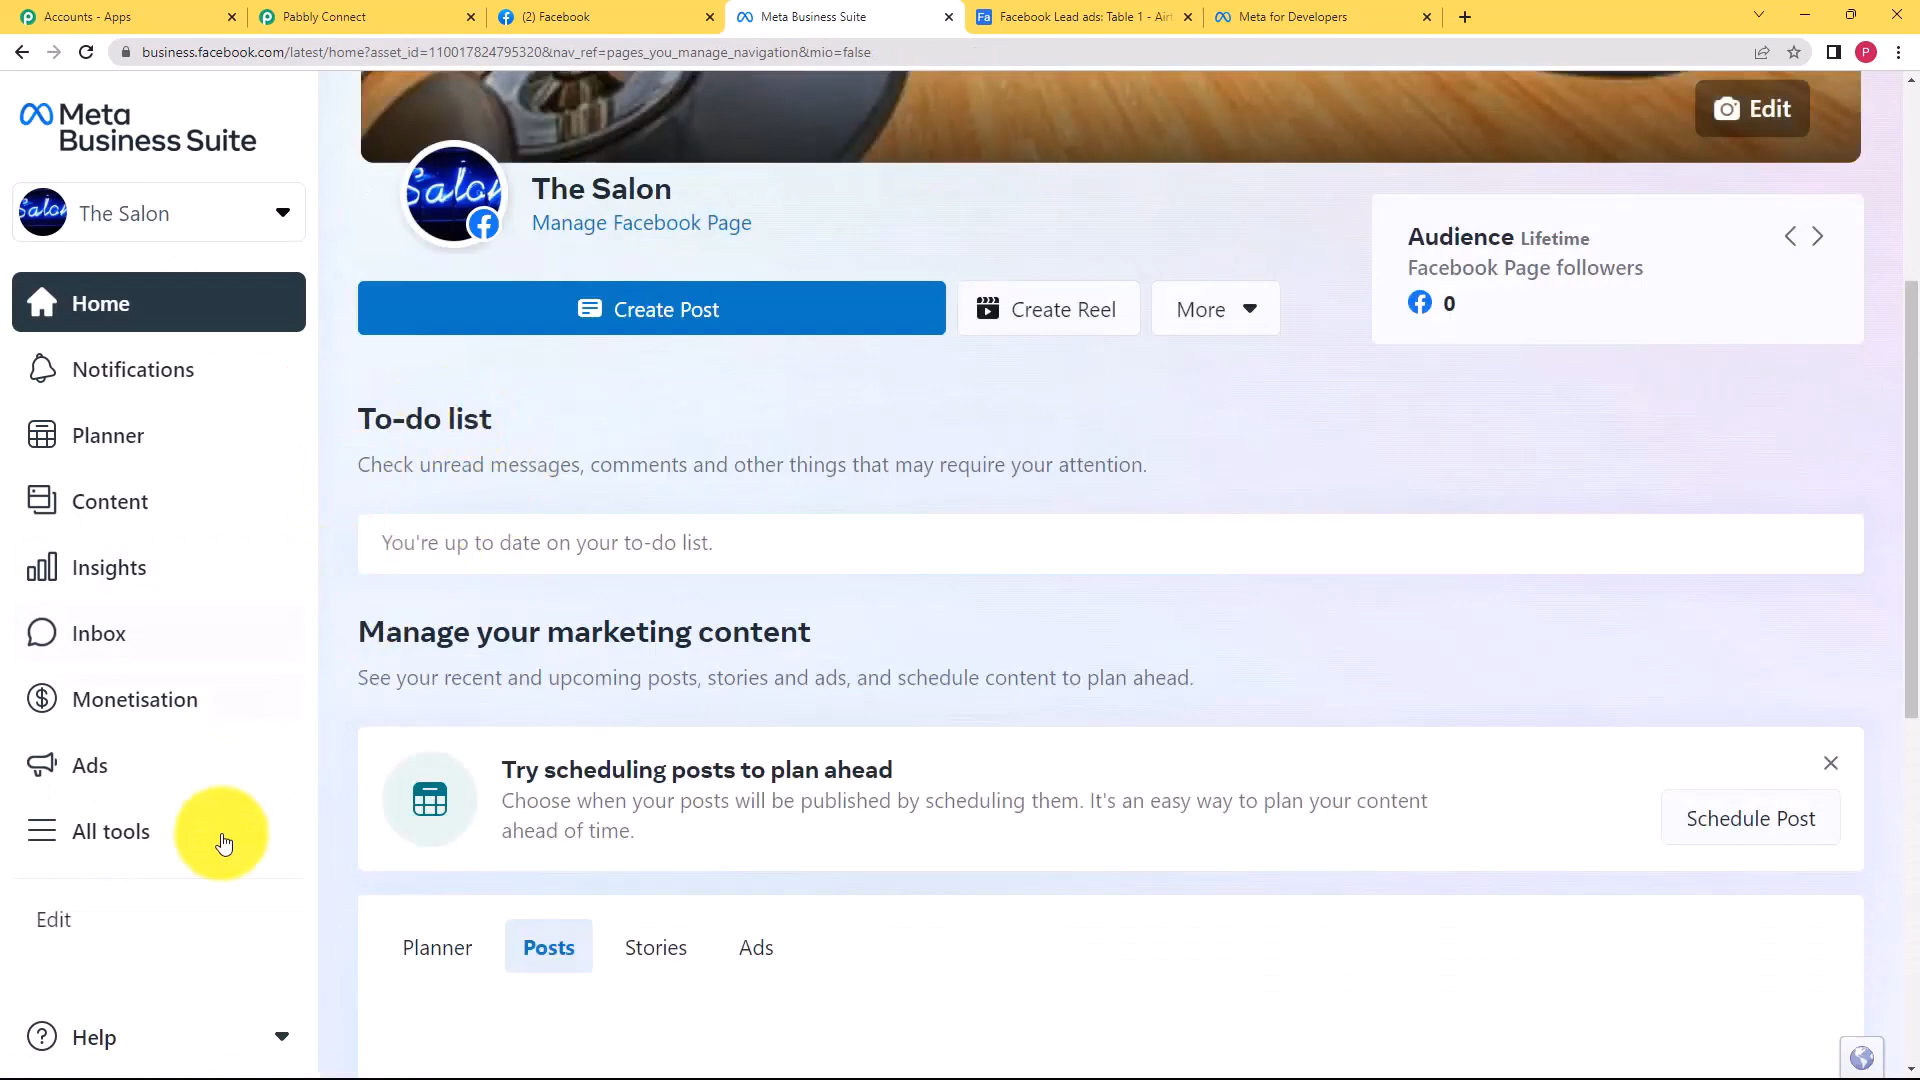 Accounts - Apps
Pabbly Connect
(2) Facebook
Meta Business Suite
Fa Facebook Lead ads: Table 1 - Airt
Meta for Developers
business.facebook.com/latest/home?asset_id=110017824795320&nav_ref=pages_you_manage_navigation&mio=false
P
Meta
Business Suite
Edit
Salon
The Salon
Manage Facebook Page
Salon
The Salon
Audience Lifetime
Facebook Page followers
0
Create Post
Create Reel
More
Home
Notifications
Planner
Content
Insights
Inbox
Monetisation
Ads
All tools
Edit
Help
To-do list
Check unread messages, comments and other things that may require your attention.
You're up to date on your to-do list.
Manage your marketing content
See your recent and upcoming posts, stories and ads, and schedule content to plan ahead.
Try scheduling posts to plan ahead
Choose when your posts will be published by scheduling them. It's an easy way to plan your content
ahead of time.
Schedule Post
Planner
Posts
Stories
Ads